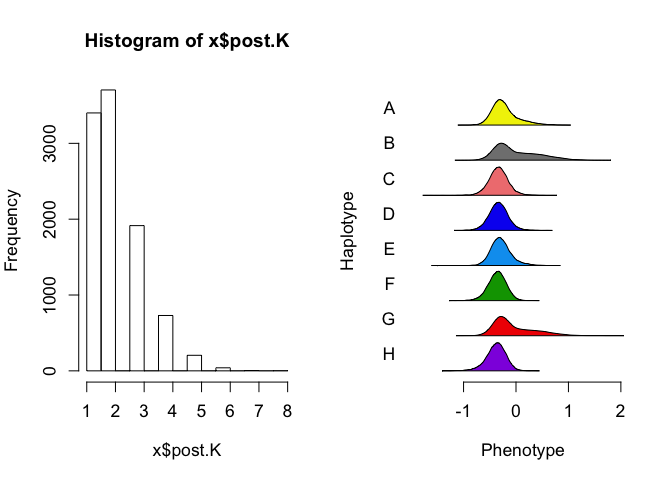 Histogram of x$post.K
Frequency
0
1000
2000
3000
1 2 3 4 5 6 7 8
x$post.K
Haplotype
A
B
C
D
E
F
G
H
-1 0 1 2
Phenotype